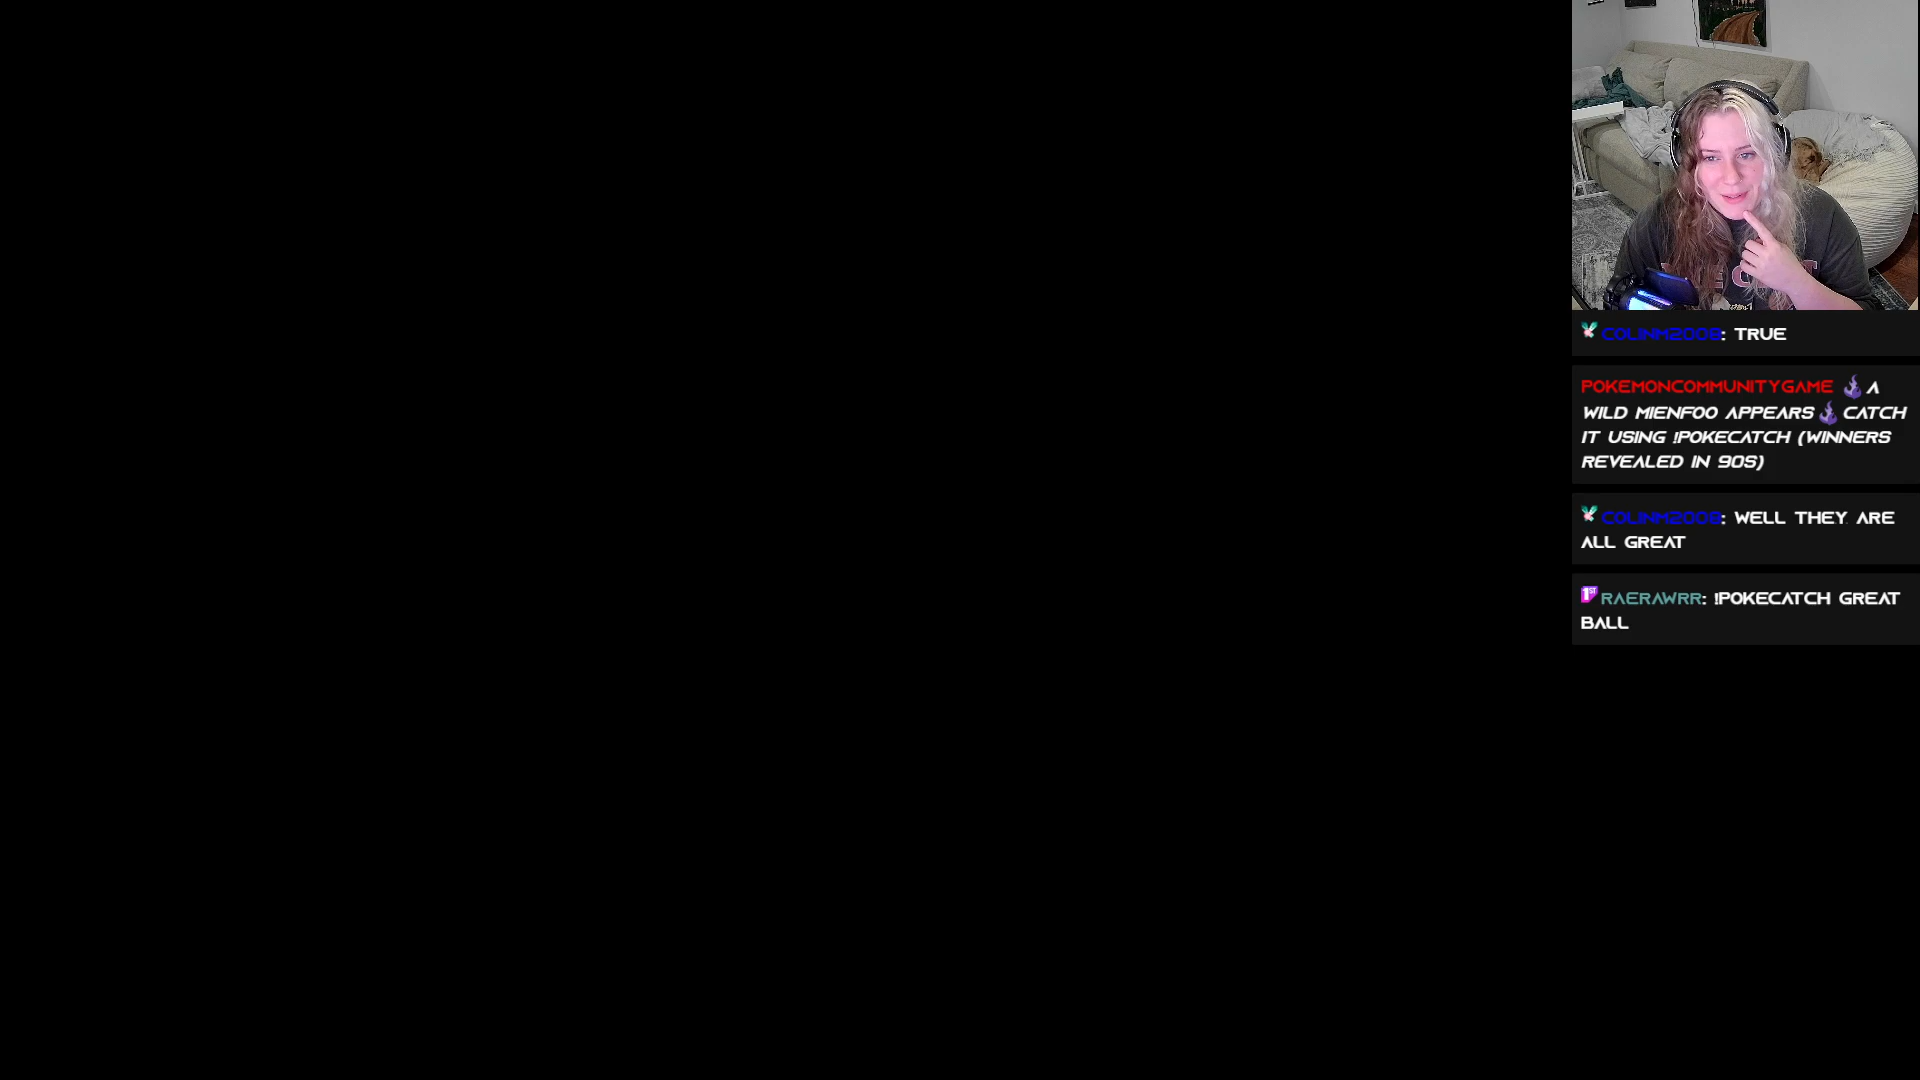 COLINM2008: TRUE
POKEMONCOMMUNITYGAME A
WILD MIENFOO APPEARS CATCH
IT USING !POKECATCH (WINNERS
REVEALED IN 90S)
COLINM2008: WELL THEY ARE
ALL GREAT
1ST RAERAWRR: !POKECATCH GREAT
BALL